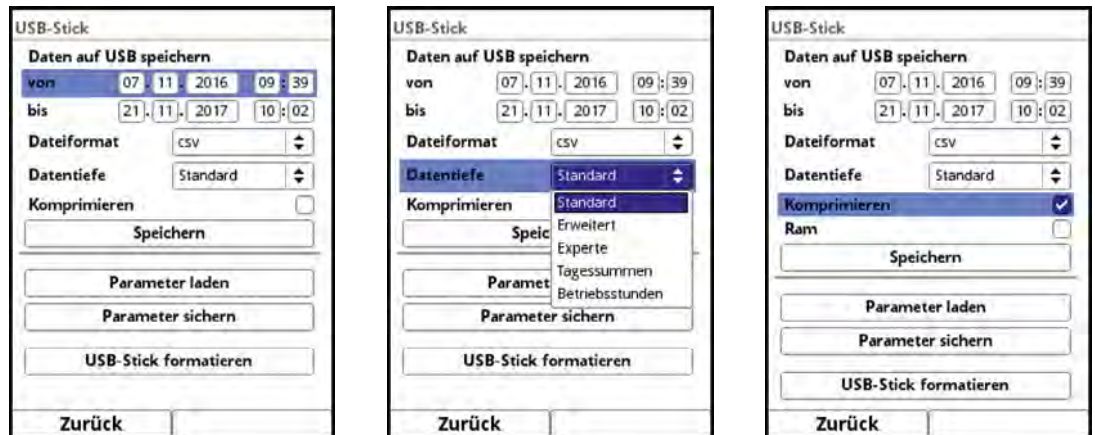 USB-Stick
Daten auf USB speichern
von 07 . 11 . 2016 09 : 39
bis 21 . 11 . 2017 10 : 02
Dateiformat csv
Datentiefe Standard
Komprimieren
Speichern
Parameter laden
Parameter sichern
USB-Stick formatieren
Zurück
USB-Stick
Daten auf USB speichern
von 07 . 11 . 2016 09 : 39
bis 21 . 11 . 2017 10 : 02
Dateiformat csv
Datentiefe Standard
Komprimieren Standard
Erweitert
Speic
Experte
Tagessummen
Paramet
Betriebsstunden
Parameter sichern
USB-Stick formatieren
Zurück
USB-Stick
Daten auf USB speichern
von 07 . 11 . 2016 09 : 39
bis 21 . 11 . 2017 10 : 02
Dateiformat csv
Datentiefe Standard
Komprimieren
Ram
Speichern
Parameter laden
Parameter sichern
USB-Stick formatieren
Zurück